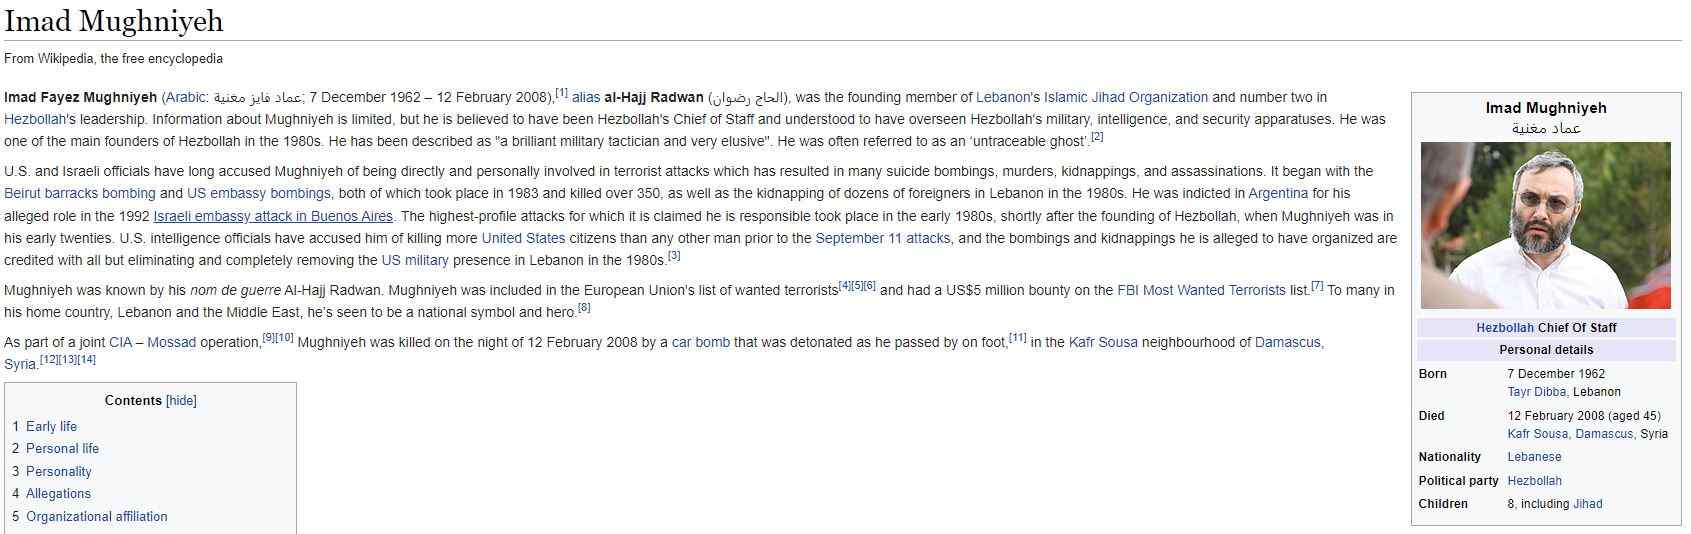 Imad Mughniyeh
From Wikipedia, the free encyclopedia
Imad Fayez Mughniyeh (Arabic: عماد فايز مغنية; 7 December 1962 – 12 February 2008),[1] alias al-Hajj Radwan (الحاج رضوان), was the founding member of Lebanon's Islamic Jihad Organization and number two in
Hezbollah's leadership. Information about Mughniyeh is limited, but he is believed to have been Hezbollah's Chief of Staff and understood to have overseen Hezbollah's military, intelligence, and security apparatuses. He was
one of the main founders of Hezbollah in the 1980s. He has been described as "a brilliant military tactician and very elusive". He was often referred to as an ‘untraceable ghost’.[2]
U.S. and Israeli officials have long accused Mughniyeh of being directly and personally involved in terrorist attacks which has resulted in many suicide bombings, murders, kidnappings, and assassinations. It began with the
Beirut barracks bombing and US embassy bombings, both of which took place in 1983 and killed over 350, as well as the kidnapping of dozens of foreigners in Lebanon in the 1980s. He was indicted in Argentina for his
alleged role in the 1992 Israeli embassy attack in Buenos Aires. The highest-profile attacks for which it is claimed he is responsible took place in the early 1980s, shortly after the founding of Hezbollah, when Mughniyeh was in
his early twenties. U.S. intelligence officials have accused him of killing more United States citizens than any other man prior to the September 11 attacks, and the bombings and kidnappings he is alleged to have organized are
credited with all but eliminating and completely removing the US military presence in Lebanon in the 1980s.[3]
Mughniyeh was known by his nom de guerre Al-Hajj Radwan. Mughniyeh was included in the European Union's list of wanted terrorists[4][5][6] and had a US$5 million bounty on the FBI Most Wanted Terrorists list.[7] To many in
his home country, Lebanon and the Middle East, he's seen to be a national symbol and hero.[8]
As part of a joint CIA – Mossad operation,[9][10] Mughniyeh was killed on the night of 12 February 2008 by a car bomb that was detonated as he passed by on foot,[11] in the Kafr Sousa neighbourhood of Damascus,
Syria.[12][13][14]
Contents [hide]
1 Early life
2 Personal life
3 Personality
4 Allegations
5 Organizational affiliation
Imad Mughniyeh
عماد مغنية
Hezbollah Chief Of Staff
Personal details
Born 7 December 1962
Tayr Dibba, Lebanon
Died 12 February 2008 (aged 45)
Kafr Sousa, Damascus, Syria
Nationality Lebanese
Political party Hezbollah
Children 8, including Jihad